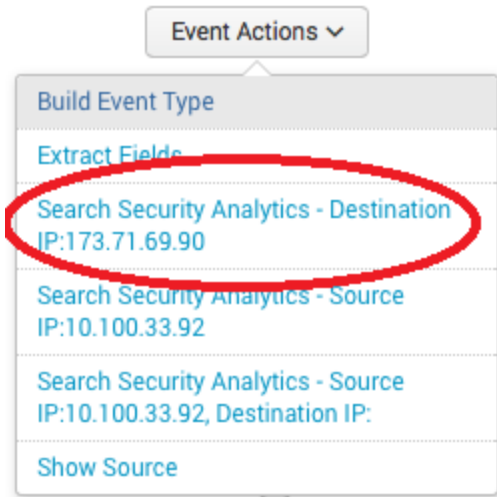 Event Actions
Build Event Type
Extract Fields
Search Security Analytics - Destination
IP:173.71.69.90
Search Security Analytics - Source
IP:10.100.33.92
Search Security Analytics - Source
IP:10.100.33.92, Destination IP:
Show Source